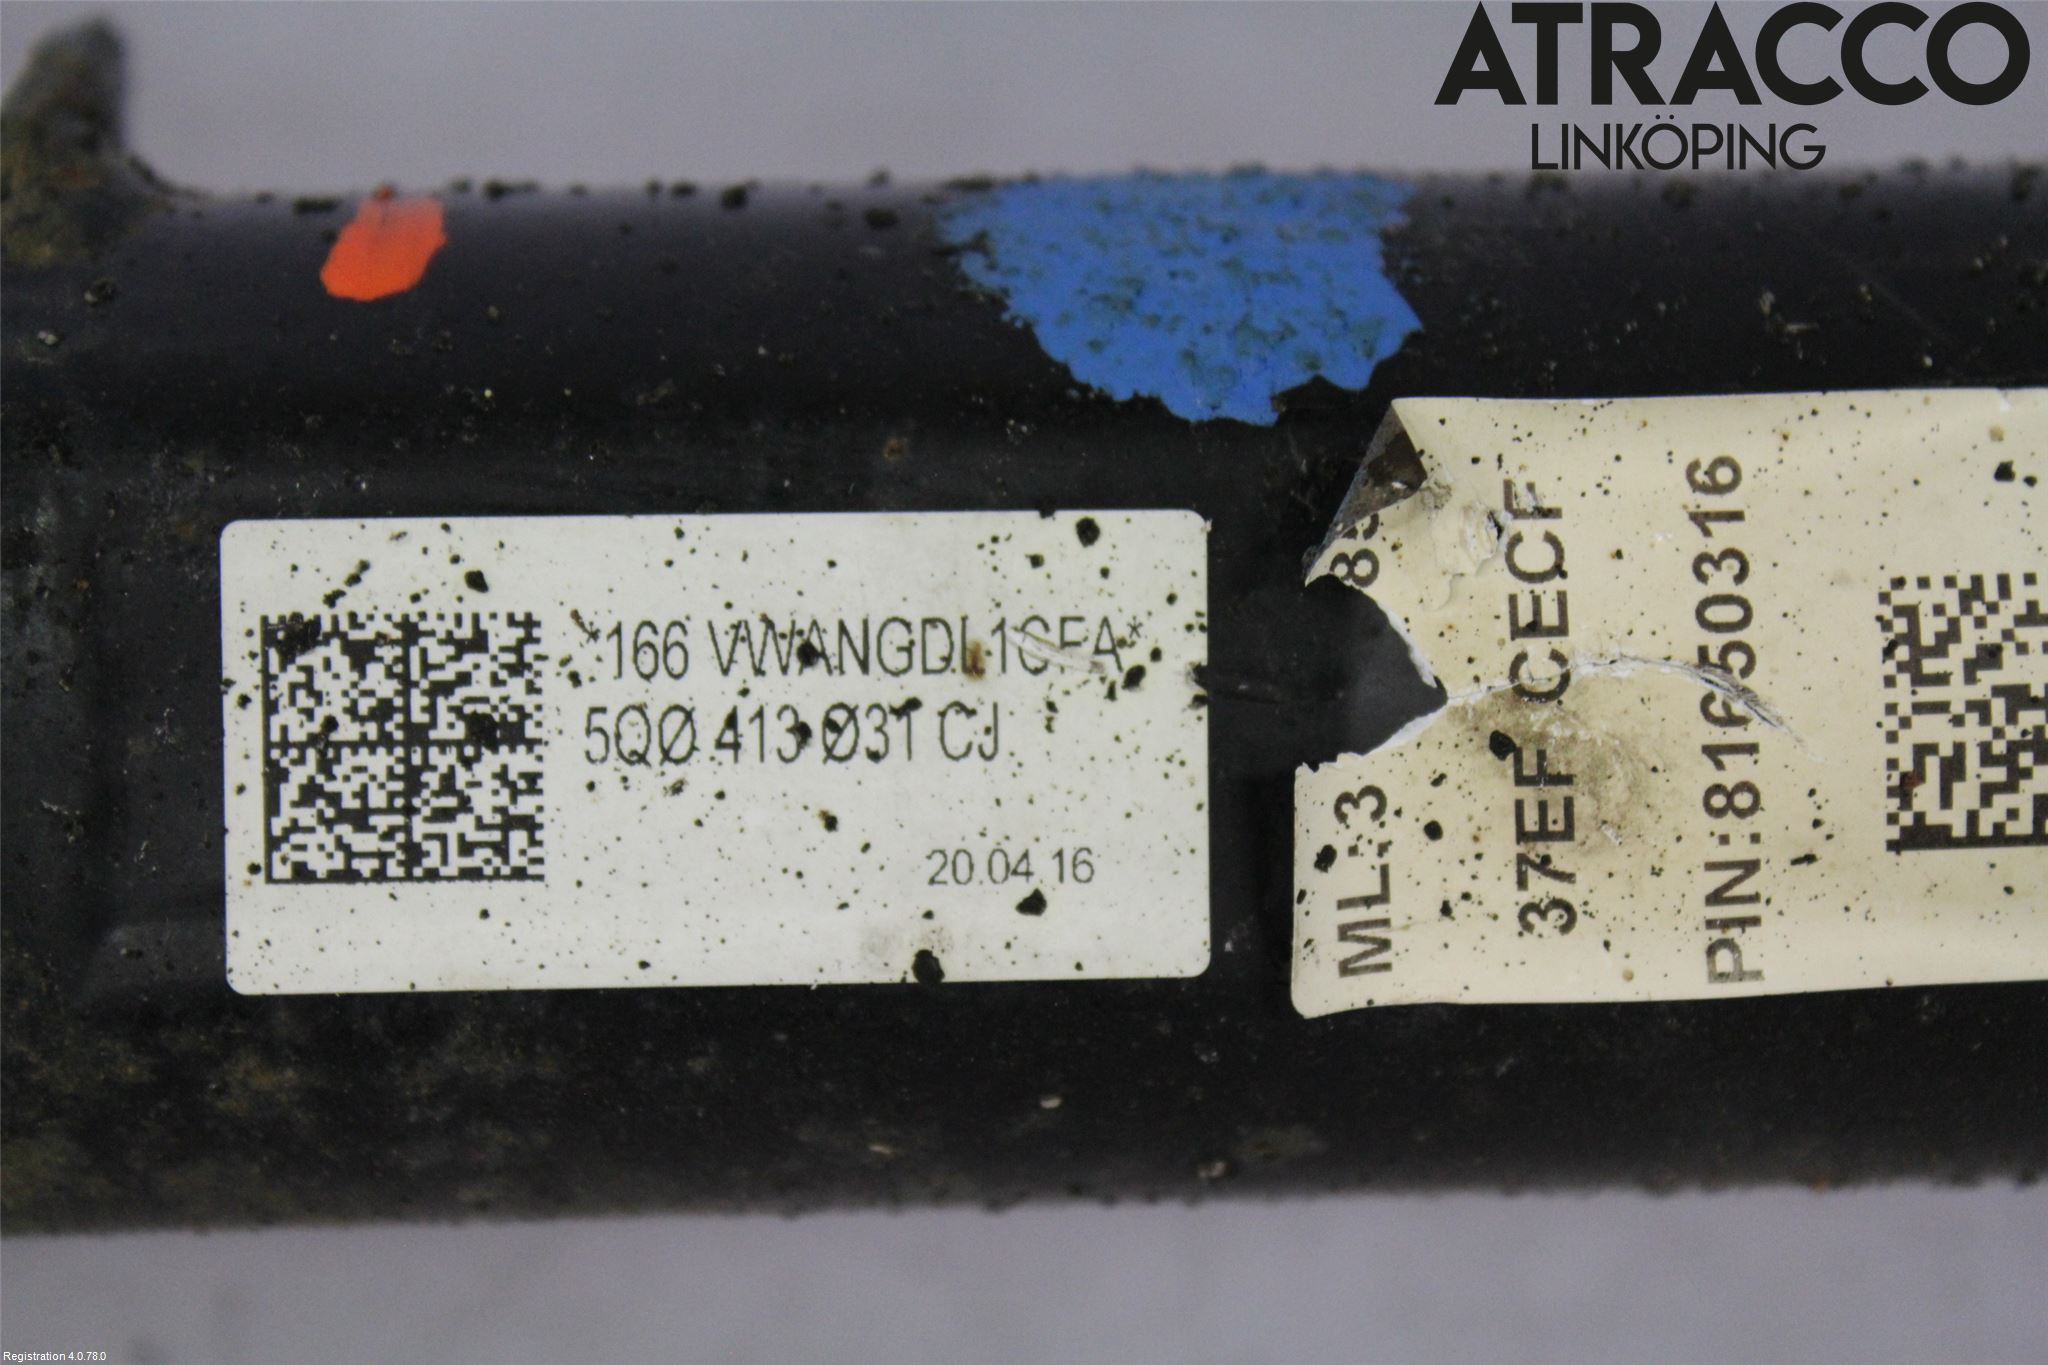 ATRACCO
LINKÖPING
*166 VWANGDL1CFA*
5QØ 413 Ø31 CJ
20.04.16
ML:3
37EF CECF
PIN:816550316
Registration 4.0.78.0